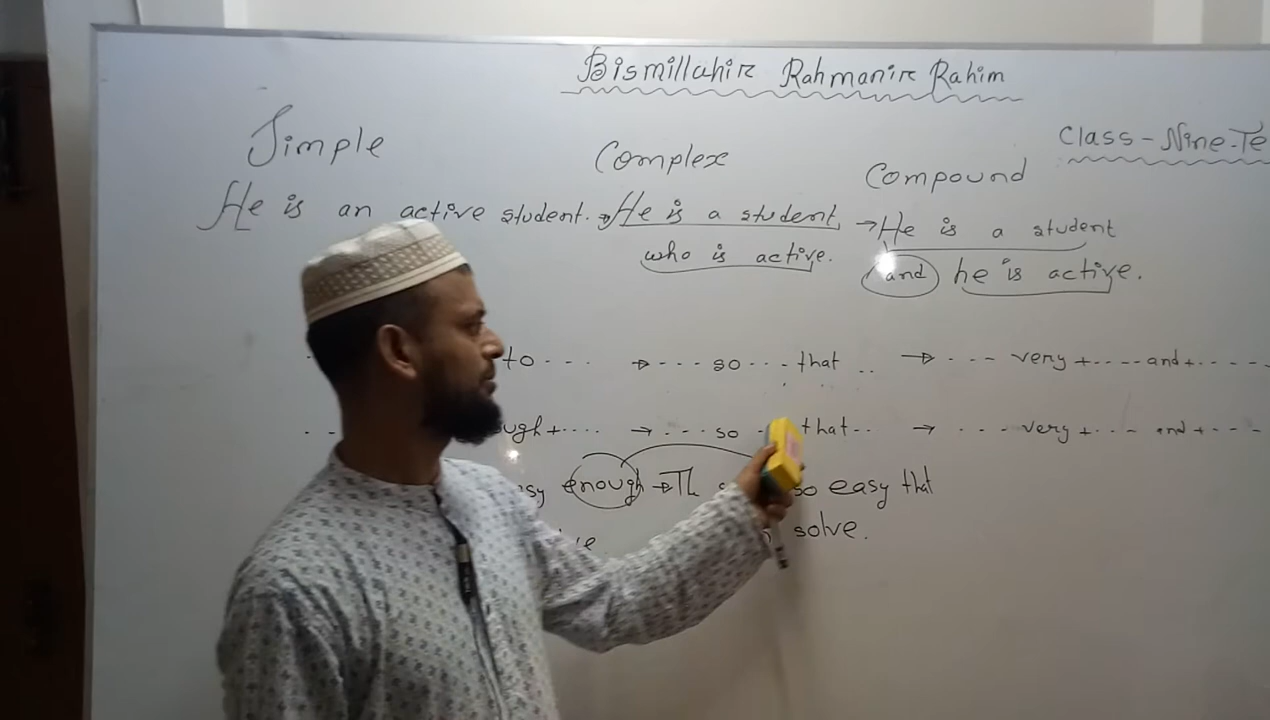 Bismillahir Rahmanir Rahim
Class - Nine-Te
Simple
Complex
Compound
He is an active student.
→ He is a student
who is active.
→ He is a student
and he is active.
to - - -
→ - - - so - - - that - -
→ - - - very + - - - - and + - - - -
- - ugh + - - - -
→ - - - so - that - -
→ - - - very + - - - and + - - -
sy enough → Th so easy that
solve.